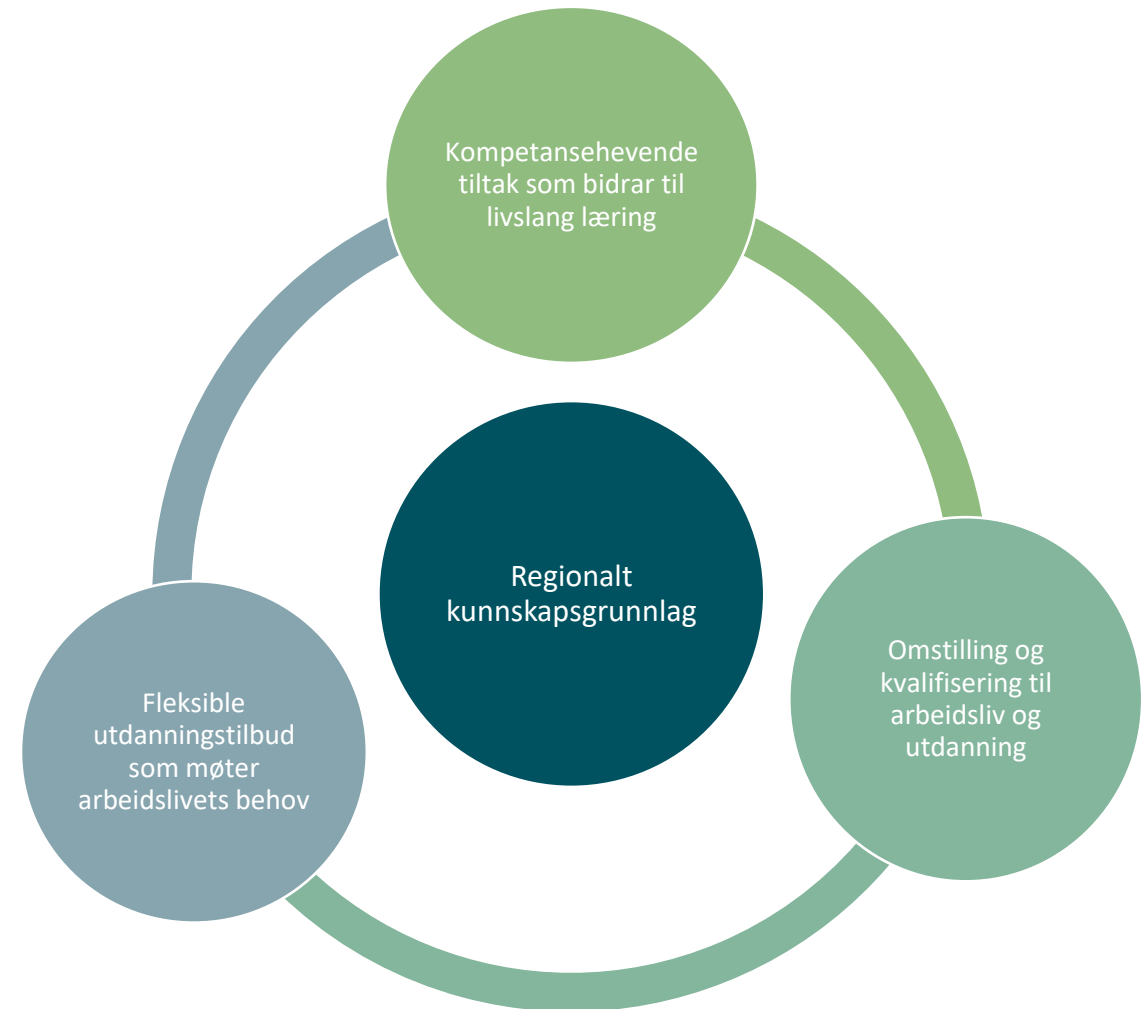 Kompetansehevende
tiltak som bidrar til
livslang læring
Regionalt
kunnskapsgrunnlag
Omstilling og
kvalifisering til
arbeidsliv og
utdanning
Fleksible
utdanningstilbud
som møter
arbeidslivets behov